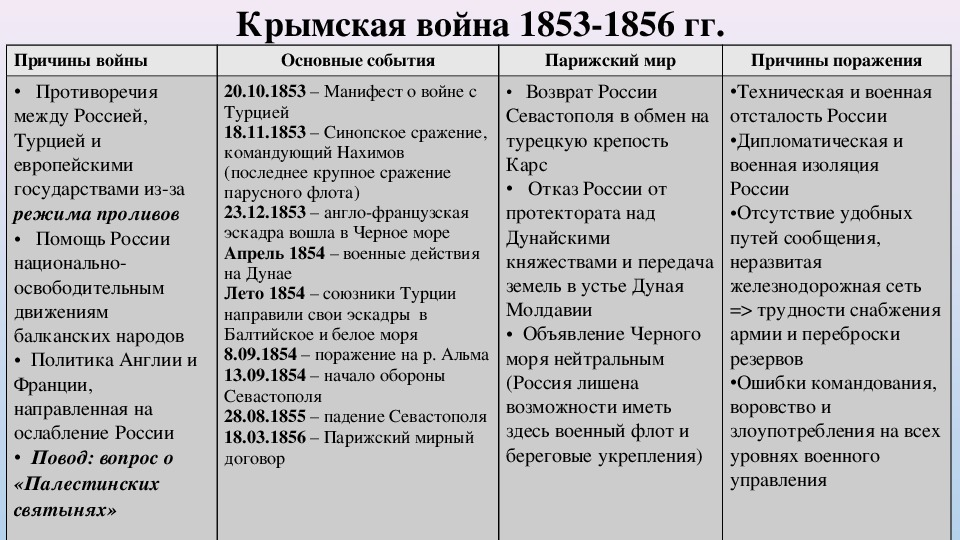 Крымская война 1853-1856 гг.
Причины войны
Основные события
Парижский мир
Причины поражения
• Противоречия
между Россией,
Турцией и
европейскими
государствами из-за
режима проливов
• Помощь России
национально-
освободительным
движениям
балканских народов
• Политика Англии и
Франции,
направленная на
ослабление России
• Повод: вопрос о
«Палестинских
святынях»
20.10.1853 – Манифест о войне с
Турцией
18.11.1853 – Синопское сражение,
командующий Нахимов
(последнее крупное сражение
парусного флота)
23.12.1853 – англо-французская
эскадра вошла в Черное море
Апрель 1854 – военные действия
на Дунае
Лето 1854 – союзники Турции
направили свои эскадры в
Балтийское и белое моря
8.09.1854 – поражение на р. Альма
13.09.1854 – начало обороны
Севастополя
28.08.1855 – падение Севастополя
18.03.1856 – Парижский мирный
договор
• Возврат России
Севастополя в обмен на
турецкую крепость
Карс
• Отказ России от
протектората над
Дунайскими
княжествами и передача
земель в устье Дуная
Молдавии
• Объявление Черного
моря нейтральным
(Россия лишена
возможности иметь
здесь военный флот и
береговые укрепления)
•Техническая и военная
отсталость России
•Дипломатическая и
военная изоляция
России
•Отсутствие удобных
путей сообщения,
неразвитая
железнодорожная сеть
=> трудности снабжения
армии и переброски
резервов
•Ошибки командования,
воровство и
злоупотребления на всех
уровнях военного
управления